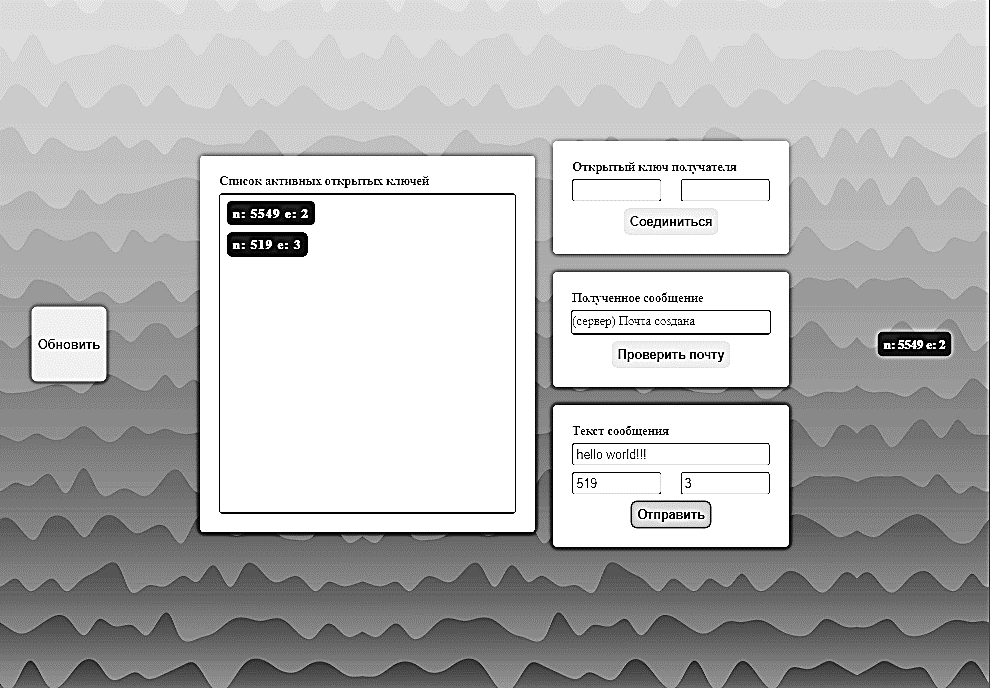 Список активных открытых ключей
n: 5549 e: 2
n: 519 e: 3
Обновить
Открытый ключ получателя
Соединиться
Полученное сообщение
(сервер) Почта создана
Проверить почту
Текст сообщения
hello world!!!
519 3
Отправить
n: 5549 e: 2